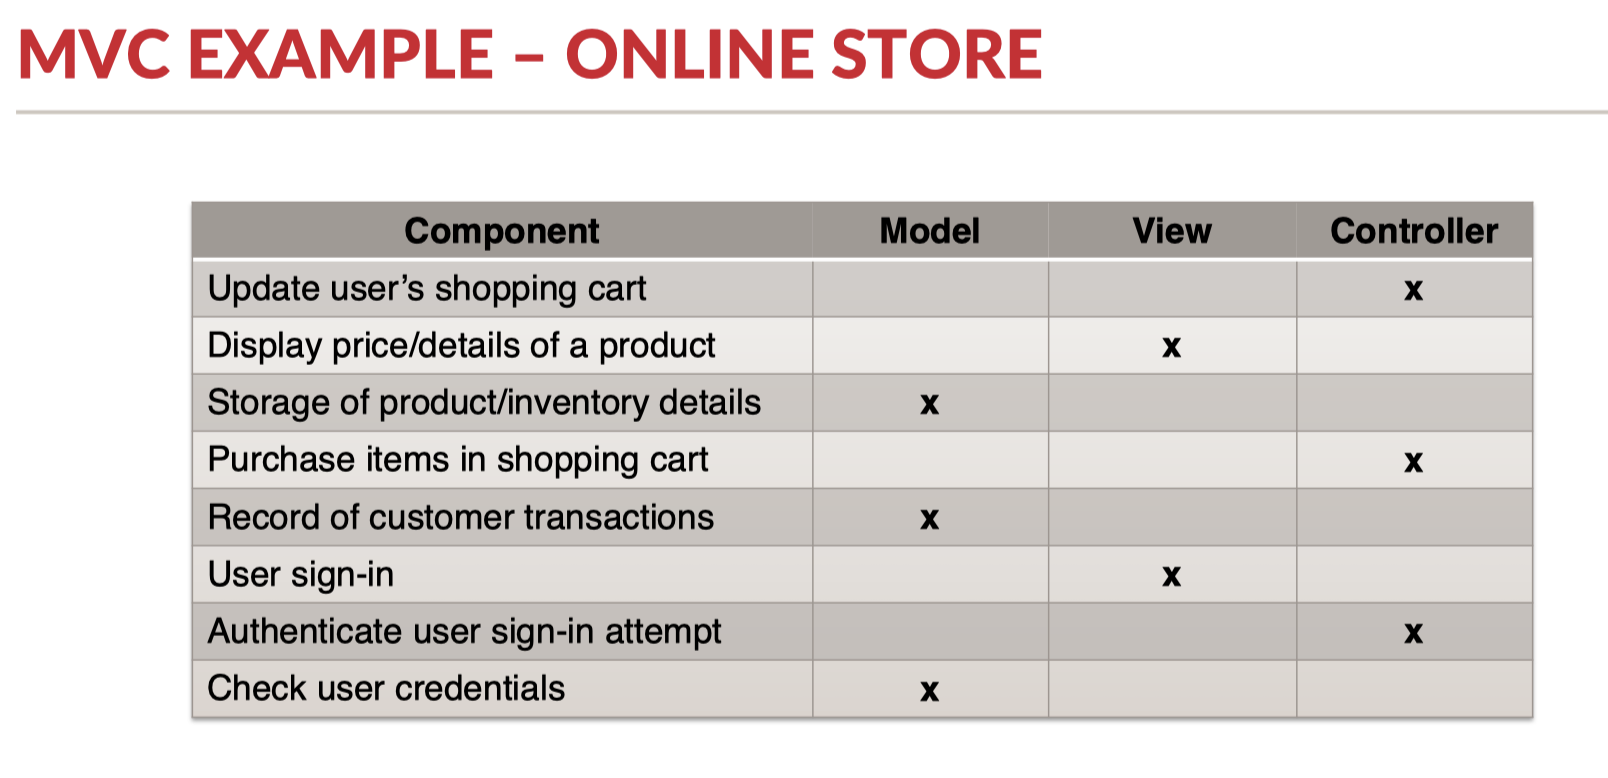 MVC EXAMPLE – ONLINE STORE
Component Model View Controller
Update user’s shopping cart x
Display price/details of a product x
Storage of product/inventory details x
Purchase items in shopping cart x
Record of customer transactions x
User sign-in x
Authenticate user sign-in attempt x
Check user credentials x